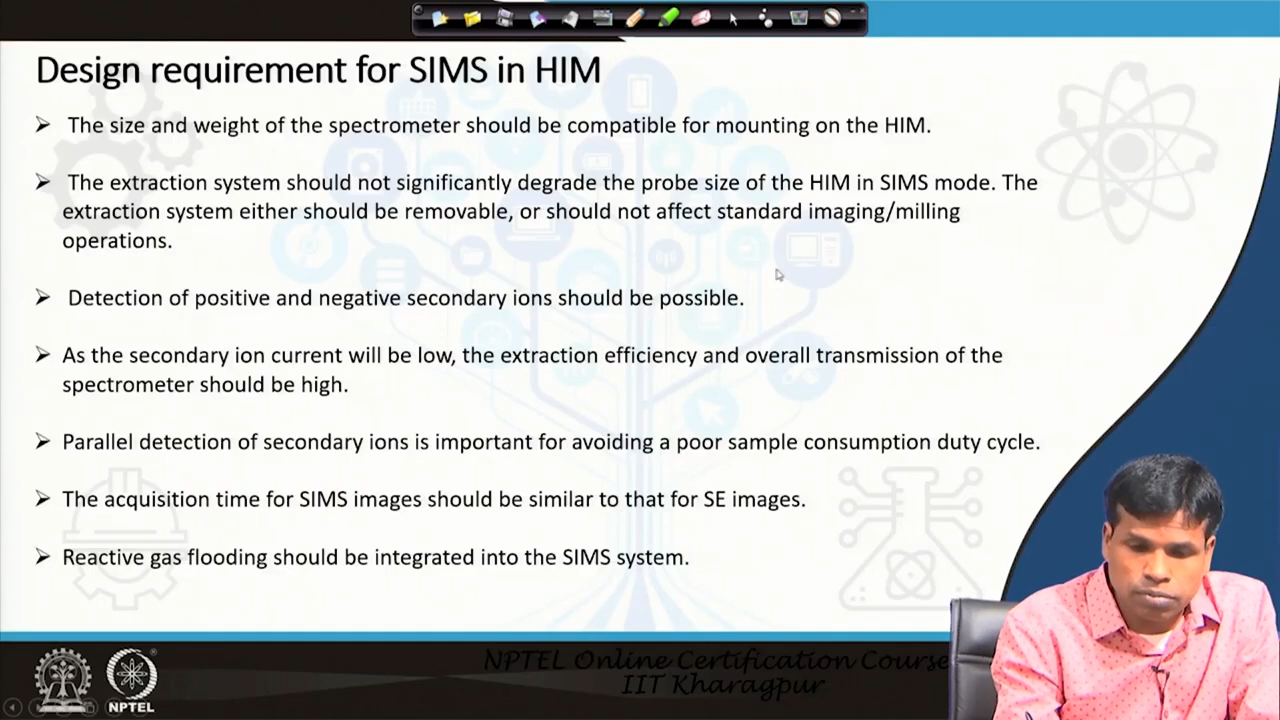 Design requirement for SIMS in HIM
➢ The size and weight of the spectrometer should be compatible for mounting on the HIM.
➢ The extraction system should not significantly degrade the probe size of the HIM in SIMS mode. The
extraction system either should be removable, or should not affect standard imaging/milling
operations.
➢ Detection of positive and negative secondary ions should be possible.
➢ As the secondary ion current will be low, the extraction efficiency and overall transmission of the
spectrometer should be high.
➢ Parallel detection of secondary ions is important for avoiding a poor sample consumption duty cycle.
➢ The acquisition time for SIMS images should be similar to that for SE images.
➢ Reactive gas flooding should be integrated into the SIMS system.
NPTEL Online Certification Course
IIT Kharagpur
NPTEL